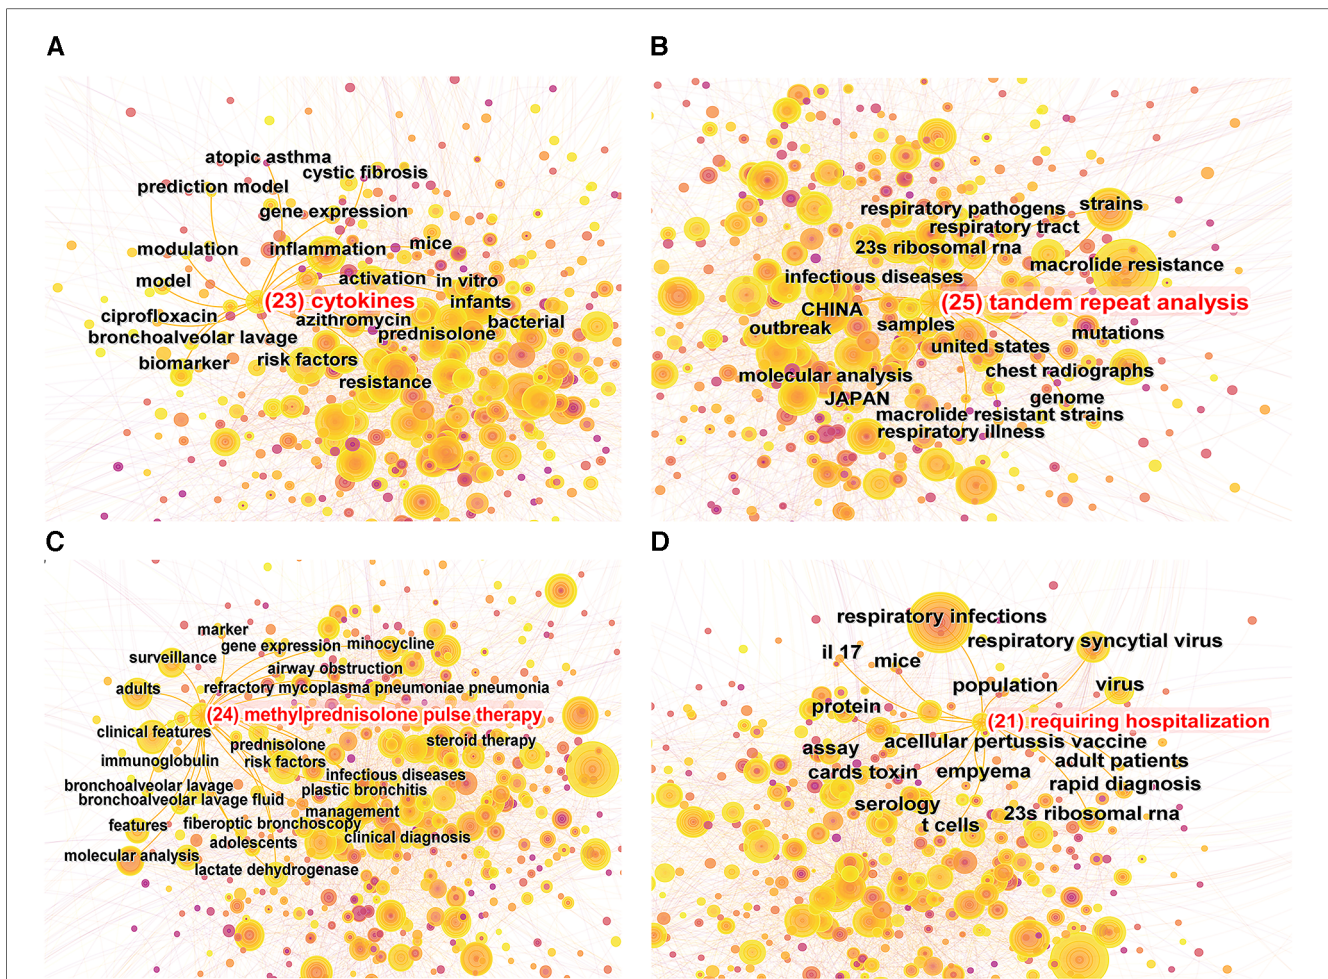 A
atopic asthma
cystic fibrosis
prediction model
gene expression
modulation
inflammation
mice
activation
model
in vitro
(23) cytokines
infants
ciprofloxacin
azithromycin
bacterial
bronchoalveolar lavage
prednisolone
biomarker
risk factors
resistance
B
strains
respiratory pathogens
respiratory tract
23s ribosomal rna
macrolide resistance
infectious diseases
(25) tandem repeat analysis
CHINA
outbreak
samples
mutations
united states
chest radiographs
molecular analysis
JAPAN
genome
macrolide resistant strains
respiratory illness
C
marker
gene expression
minocycline
surveillance
airway obstruction
adults
refractory mycoplasma pneumoniae pneumonia
(24) methylprednisolone pulse therapy
clinical features
prednisolone
steroid therapy
immunoglobulin
risk factors
infectious diseases
bronchoalveolar lavage
plastic bronchitis
bronchoalveolar lavage fluid
management
features
fiberoptic bronchoscopy
clinical diagnosis
adolescents
molecular analysis
lactate dehydrogenase
D
respiratory infections
respiratory syncytial virus
il 17
mice
population
virus
protein
(21) requiring hospitalization
acellular pertussis vaccine
assay
adult patients
cards toxin
empyema
rapid diagnosis
serology
23s ribosomal rna
t cells